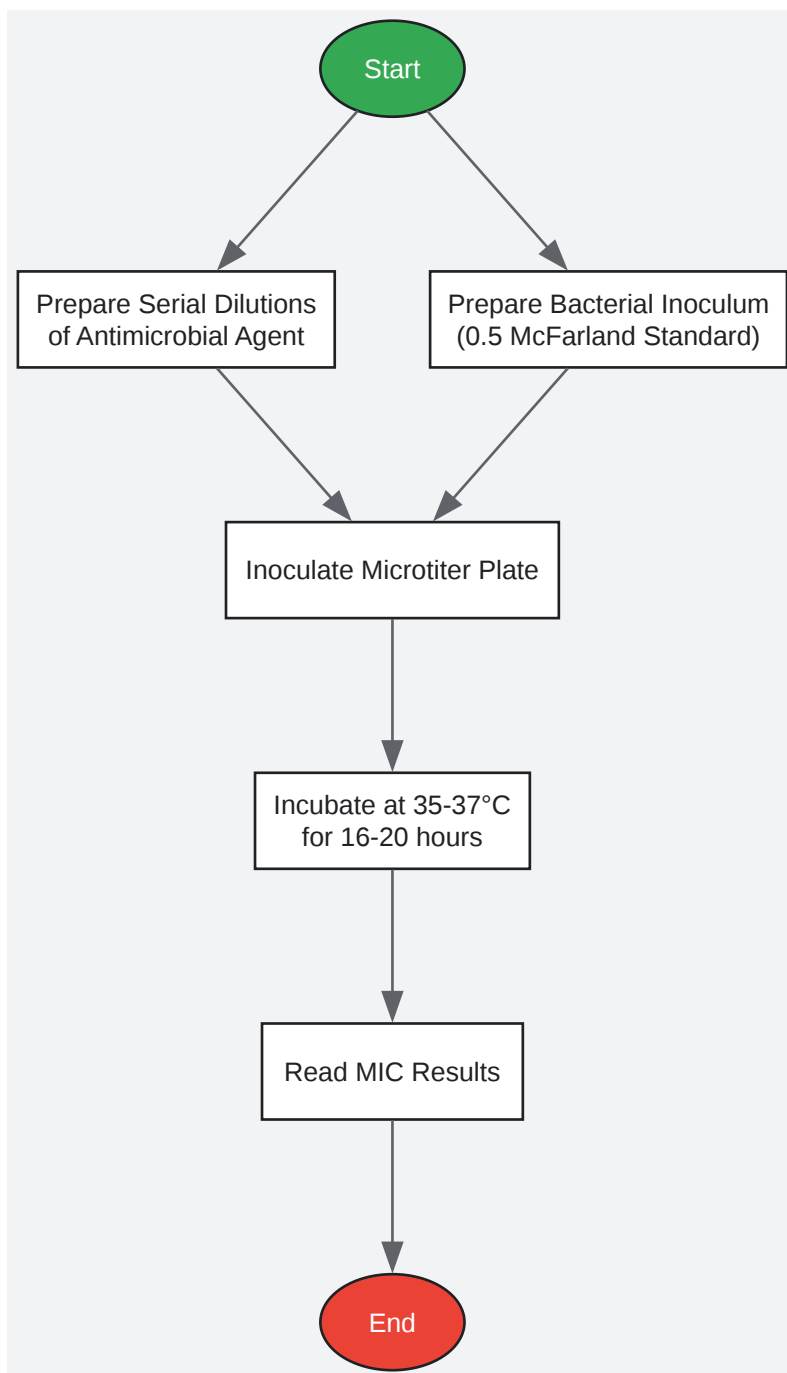 Start
Prepare Serial Dilutions
of Antimicrobial Agent
Prepare Bacterial Inoculum
(0.5 McFarland Standard)
Inoculate Microtiter Plate
Incubate at 35-37°C
for 16-20 hours
Read MIC Results
End